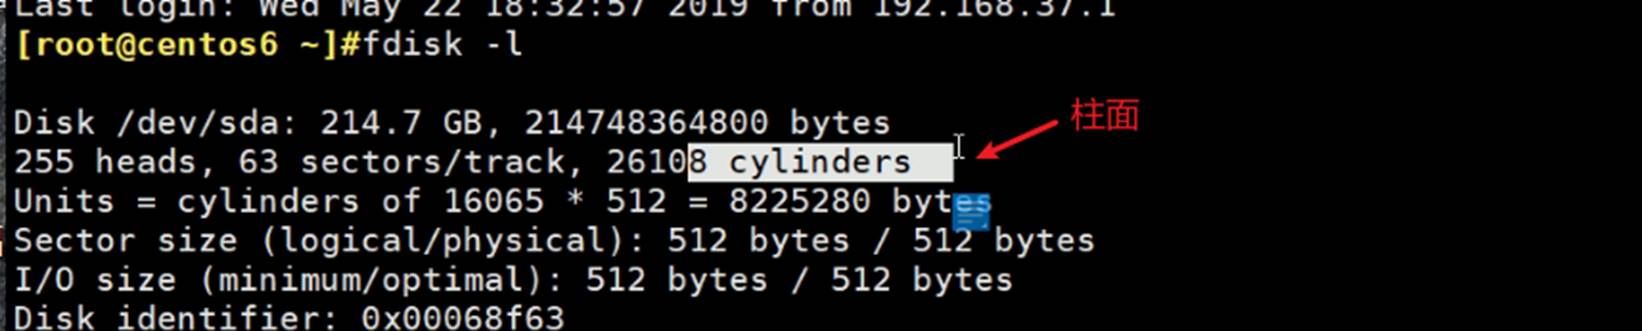 Last login: Wed May 22 18:32:57 2019 from 192.168.37.1
[root@centos6 ~]#fdisk -l
Disk /dev/sda: 214.7 GB, 214748364800 bytes
柱面
255 heads, 63 sectors/track, 26108 cylinders
Units = cylinders of 16065 * 512 = 8225280 bytes
Sector size (logical/physical): 512 bytes / 512 bytes
I/O size (minimum/optimal): 512 bytes / 512 bytes
Disk identifier: 0x00068f63